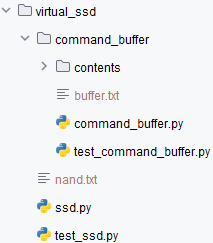 virtual_ssd
command_buffer
contents
buffer.txt
command_buffer.py
test_command_buffer.py
nand.txt
ssd.py
test_ssd.py